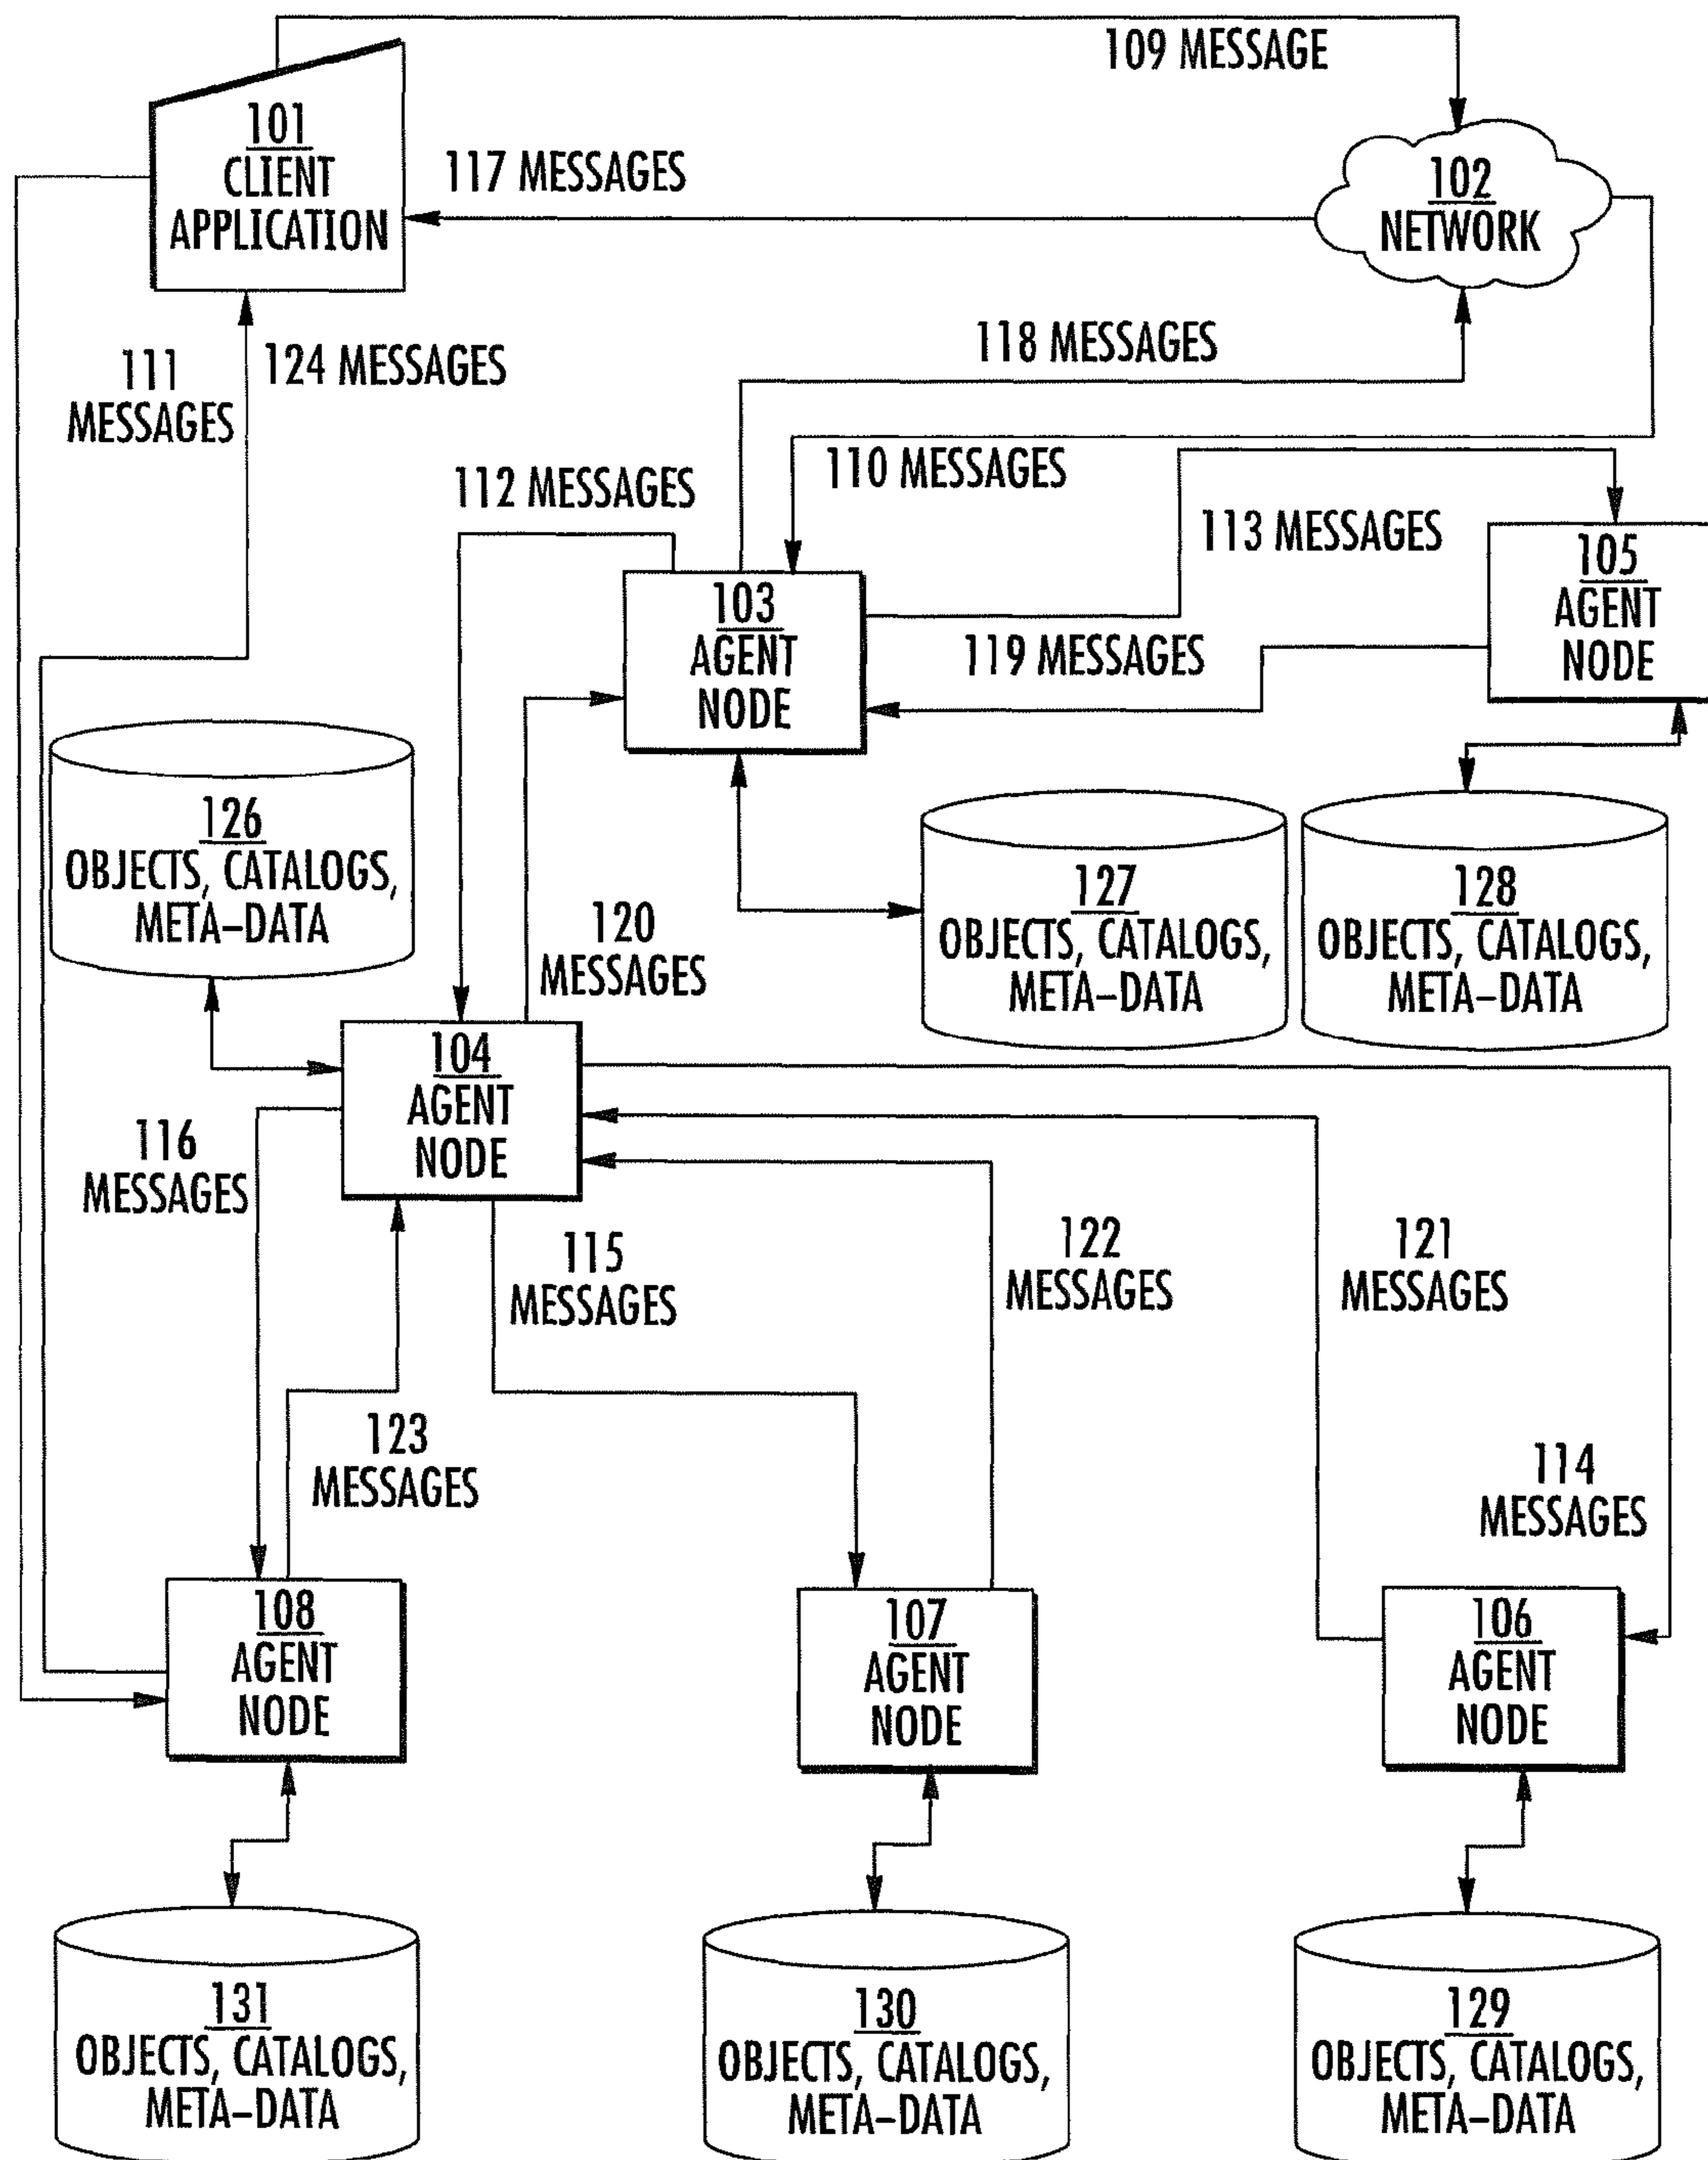 109 MESSAGE
101
CLIENT
APPLICATION
117 MESSAGES
102
NETWORK
111
MESSAGES
124 MESSAGES
118 MESSAGES
112 MESSAGES
110 MESSAGES
113 MESSAGES
105
AGENT
NODE
103
AGENT
NODE
119 MESSAGES
126
OBJECTS, CATALOGS,
META-DATA
120
MESSAGES
127
OBJECTS, CATALOGS,
META-DATA
128
OBJECTS, CATALOGS,
META-DATA
104
AGENT
NODE
116
MESSAGES
115
MESSAGES
122
MESSAGES
121
MESSAGES
123
MESSAGES
114
MESSAGES
108
AGENT
NODE
107
AGENT
NODE
106
AGENT
NODE
131
OBJECTS, CATALOGS,
META-DATA
130
OBJECTS, CATALOGS,
META-DATA
129
OBJECTS, CATALOGS,
META-DATA